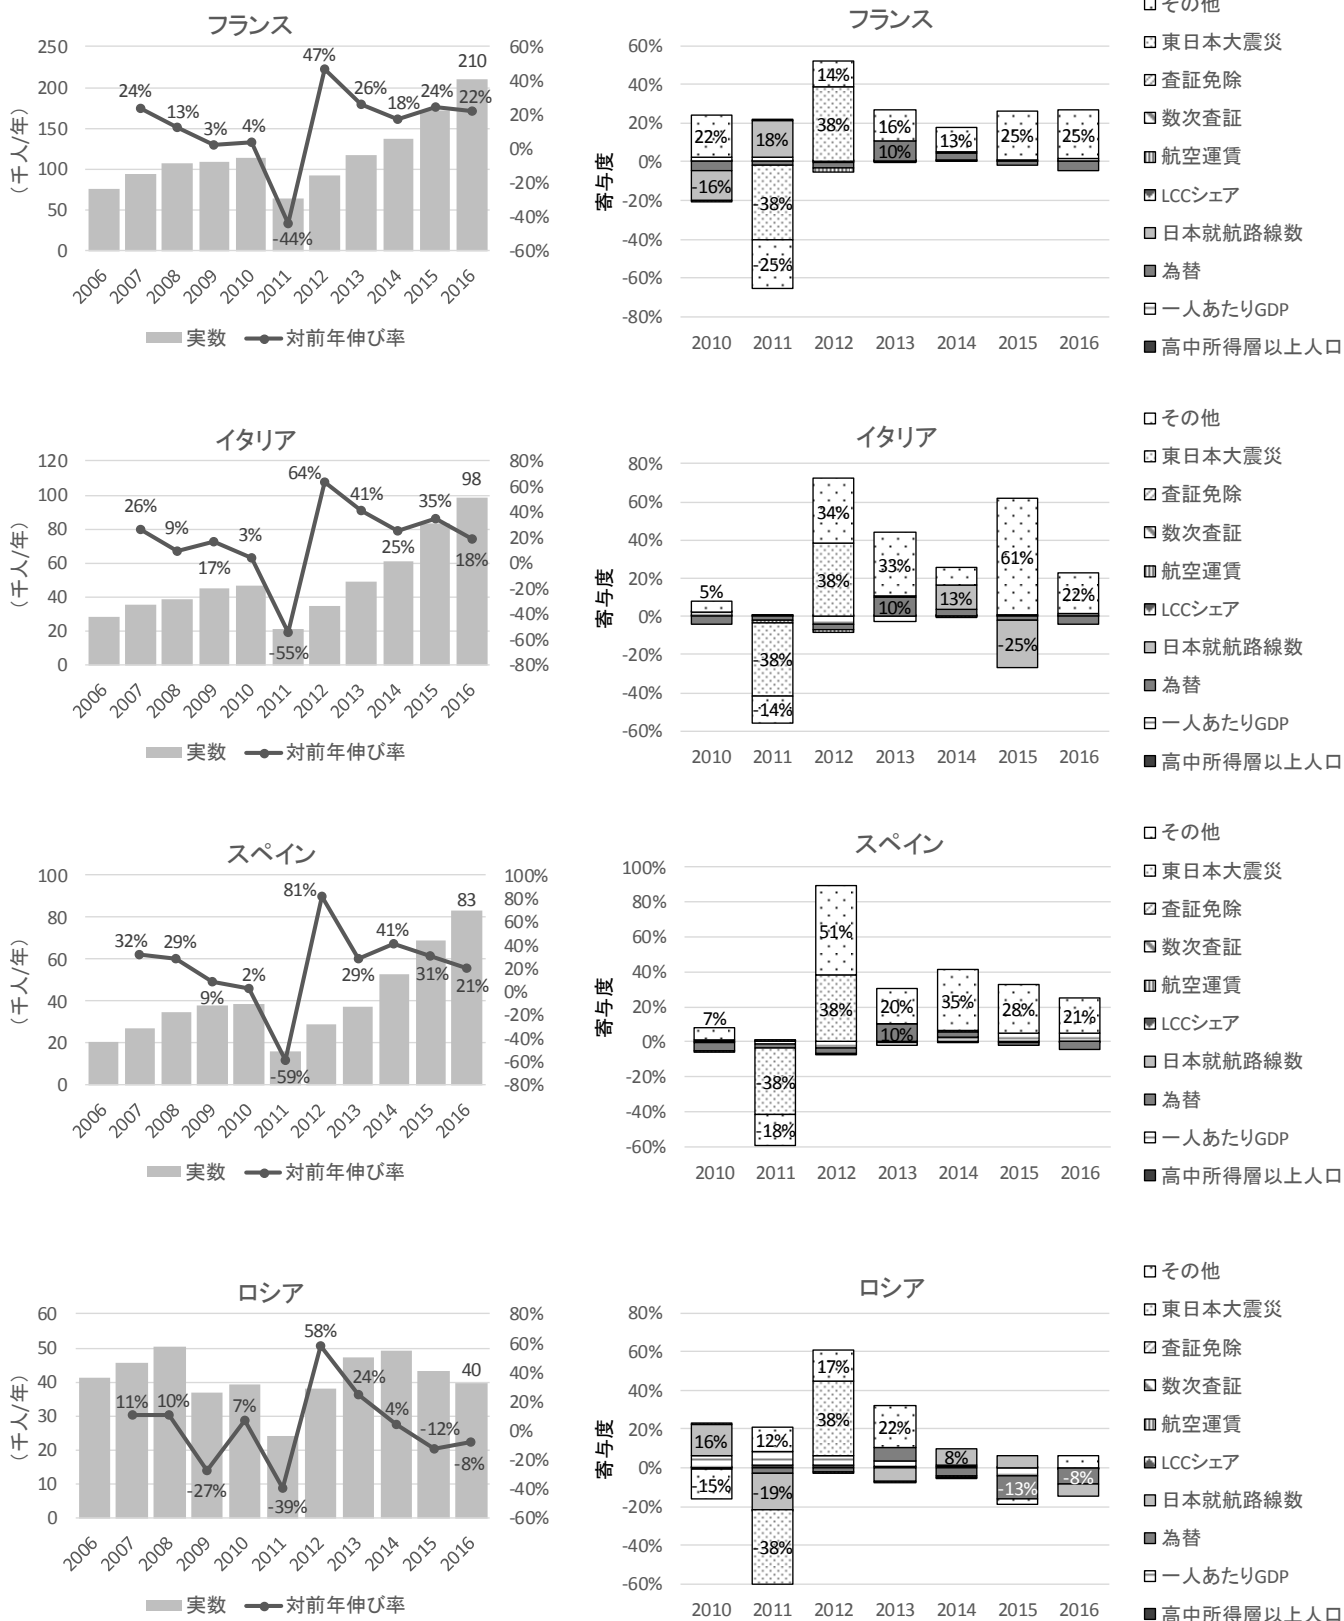 フランス
(千人/年)
250
200
150
100
50
0
60%
40%
20%
0%
-20%
-40%
-60%
24%
13%
3%
4%
-44%
47%
26%
18%
24%
22%
210
2006 2007 2008 2009 2010 2011 2012 2013 2014 2015 2016
実数 対前年伸び率
フランス
寄与度
60%
40%
20%
0%
-20%
-40%
-60%
-80%
22%
-16%
18%
-38%
-25%
14%
38%
16%
10%
13%
25%
25%
2010 2011 2012 2013 2014 2015 2016
その他
東日本大震災
査証免除
数次査証
航空運賃
LCCシェア
日本就航路線数
為替
一人あたりGDP
高中所得層以上人口
イタリア
(千人/年)
120
100
80
60
40
20
0
80%
60%
40%
20%
0%
-20%
-40%
-60%
-80%
26%
9%
17%
3%
-55%
64%
41%
25%
35%
18%
98
2006 2007 2008 2009 2010 2011 2012 2013 2014 2015 2016
実数 対前年伸び率
イタリア
寄与度
80%
60%
40%
20%
0%
-20%
-40%
-60%
5%
-38%
-14%
34%
38%
33%
10%
13%
61%
-25%
22%
2010 2011 2012 2013 2014 2015 2016
その他
東日本大震災
査証免除
数次査証
航空運賃
LCCシェア
日本就航路線数
為替
一人あたりGDP
高中所得層以上人口
スペイン
(千人/年)
100
80
60
40
20
0
100%
80%
60%
40%
20%
0%
-20%
-40%
-60%
-80%
32%
29%
9%
2%
-59%
81%
29%
41%
31%
21%
83
2006 2007 2008 2009 2010 2011 2012 2013 2014 2015 2016
実数 対前年伸び率
スペイン
寄与度
100%
80%
60%
40%
20%
0%
-20%
-40%
-60%
7%
-38%
-18%
51%
38%
20%
10%
35%
28%
21%
2010 2011 2012 2013 2014 2015 2016
その他
東日本大震災
査証免除
数次査証
航空運賃
LCCシェア
日本就航路線数
為替
一人あたりGDP
高中所得層以上人口
ロシア
(千人/年)
60
50
40
30
20
10
0
80%
60%
40%
20%
0%
-20%
-40%
-60%
11%
10%
-27%
7%
-39%
58%
24%
4%
-12%
-8%
40
2006 2007 2008 2009 2010 2011 2012 2013 2014 2015 2016
実数 対前年伸び率
ロシア
寄与度
80%
60%
40%
20%
0%
-20%
-40%
-60%
16%
-15%
12%
-19%
-38%
17%
38%
22%
8%
-13%
-8%
2010 2011 2012 2013 2014 2015 2016
その他
東日本大震災
査証免除
数次査証
航空運賃
LCCシェア
日本就航路線数
為替
一人あたりGDP
高中所得層以上人口